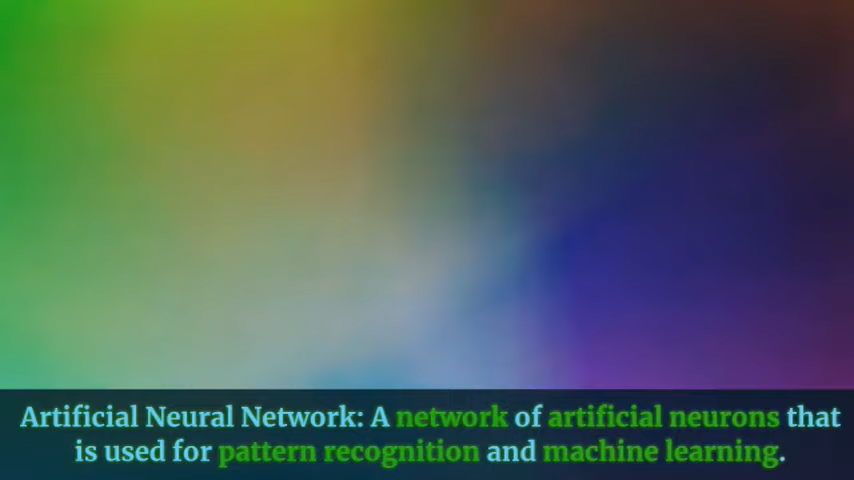 Artificial Neural Network: A network of artificial neurons that
is used for pattern recognition and machine learning.